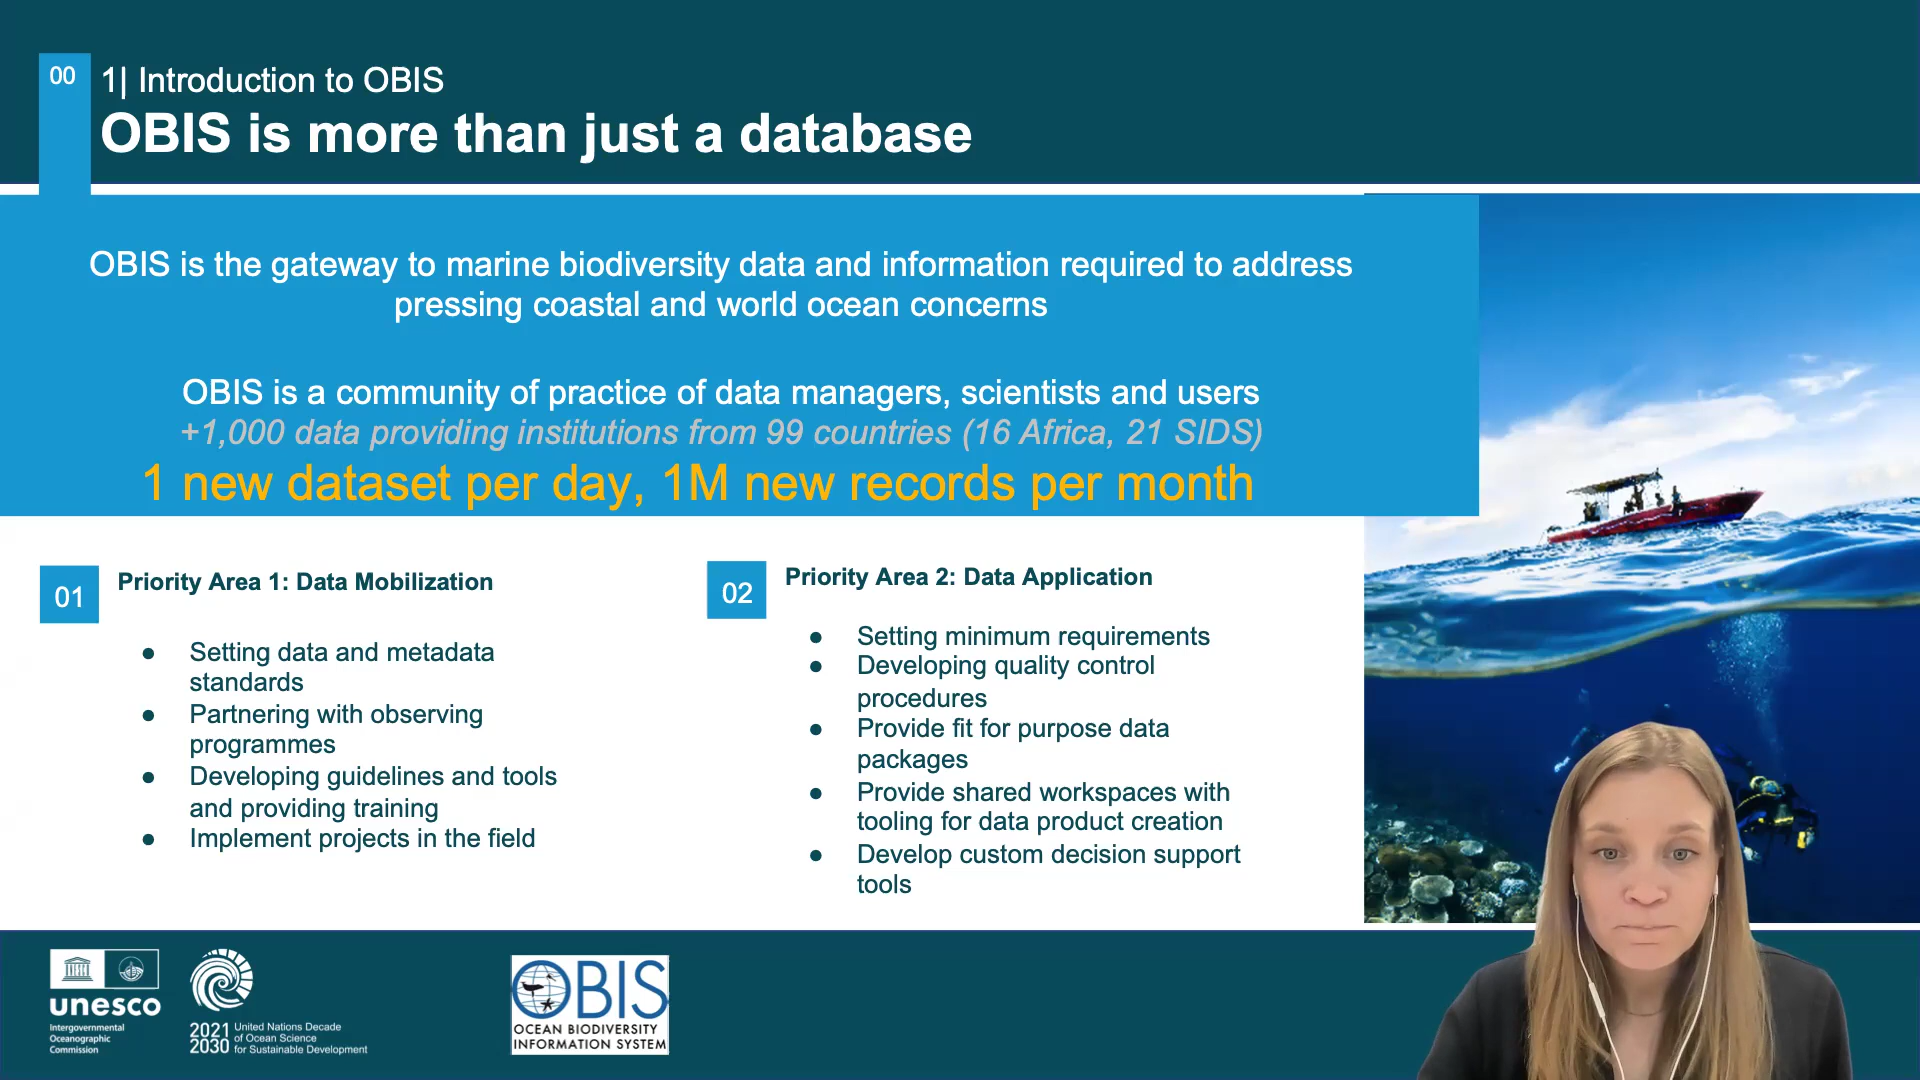 00
1| Introduction to OBIS
OBIS is more than just a database
OBIS is the gateway to marine biodiversity data and information required to address
pressing coastal and world ocean concerns
OBIS is a community of practice of data managers, scientists and users
+1,000 data providing institutions from 99 countries (16 Africa, 21 SIDS)
1 new dataset per day, 1M new records per month
01
Priority Area 1: Data Mobilization
● Setting data and metadata
standards
● Partnering with observing
programmes
● Developing guidelines and tools
and providing training
● Implement projects in the field
02
Priority Area 2: Data Application
● Setting minimum requirements
● Developing quality control
procedures
● Provide fit for purpose data
packages
● Provide shared workspaces with
tooling for data product creation
● Develop custom decision support
tools
unesco
Intergovernmental
Oceanographic
Commission
2021
2030
United Nations Decade
of Ocean Science
for Sustainable Development
OBIS
OCEAN BIODIVERSITY
INFORMATION SYSTEM